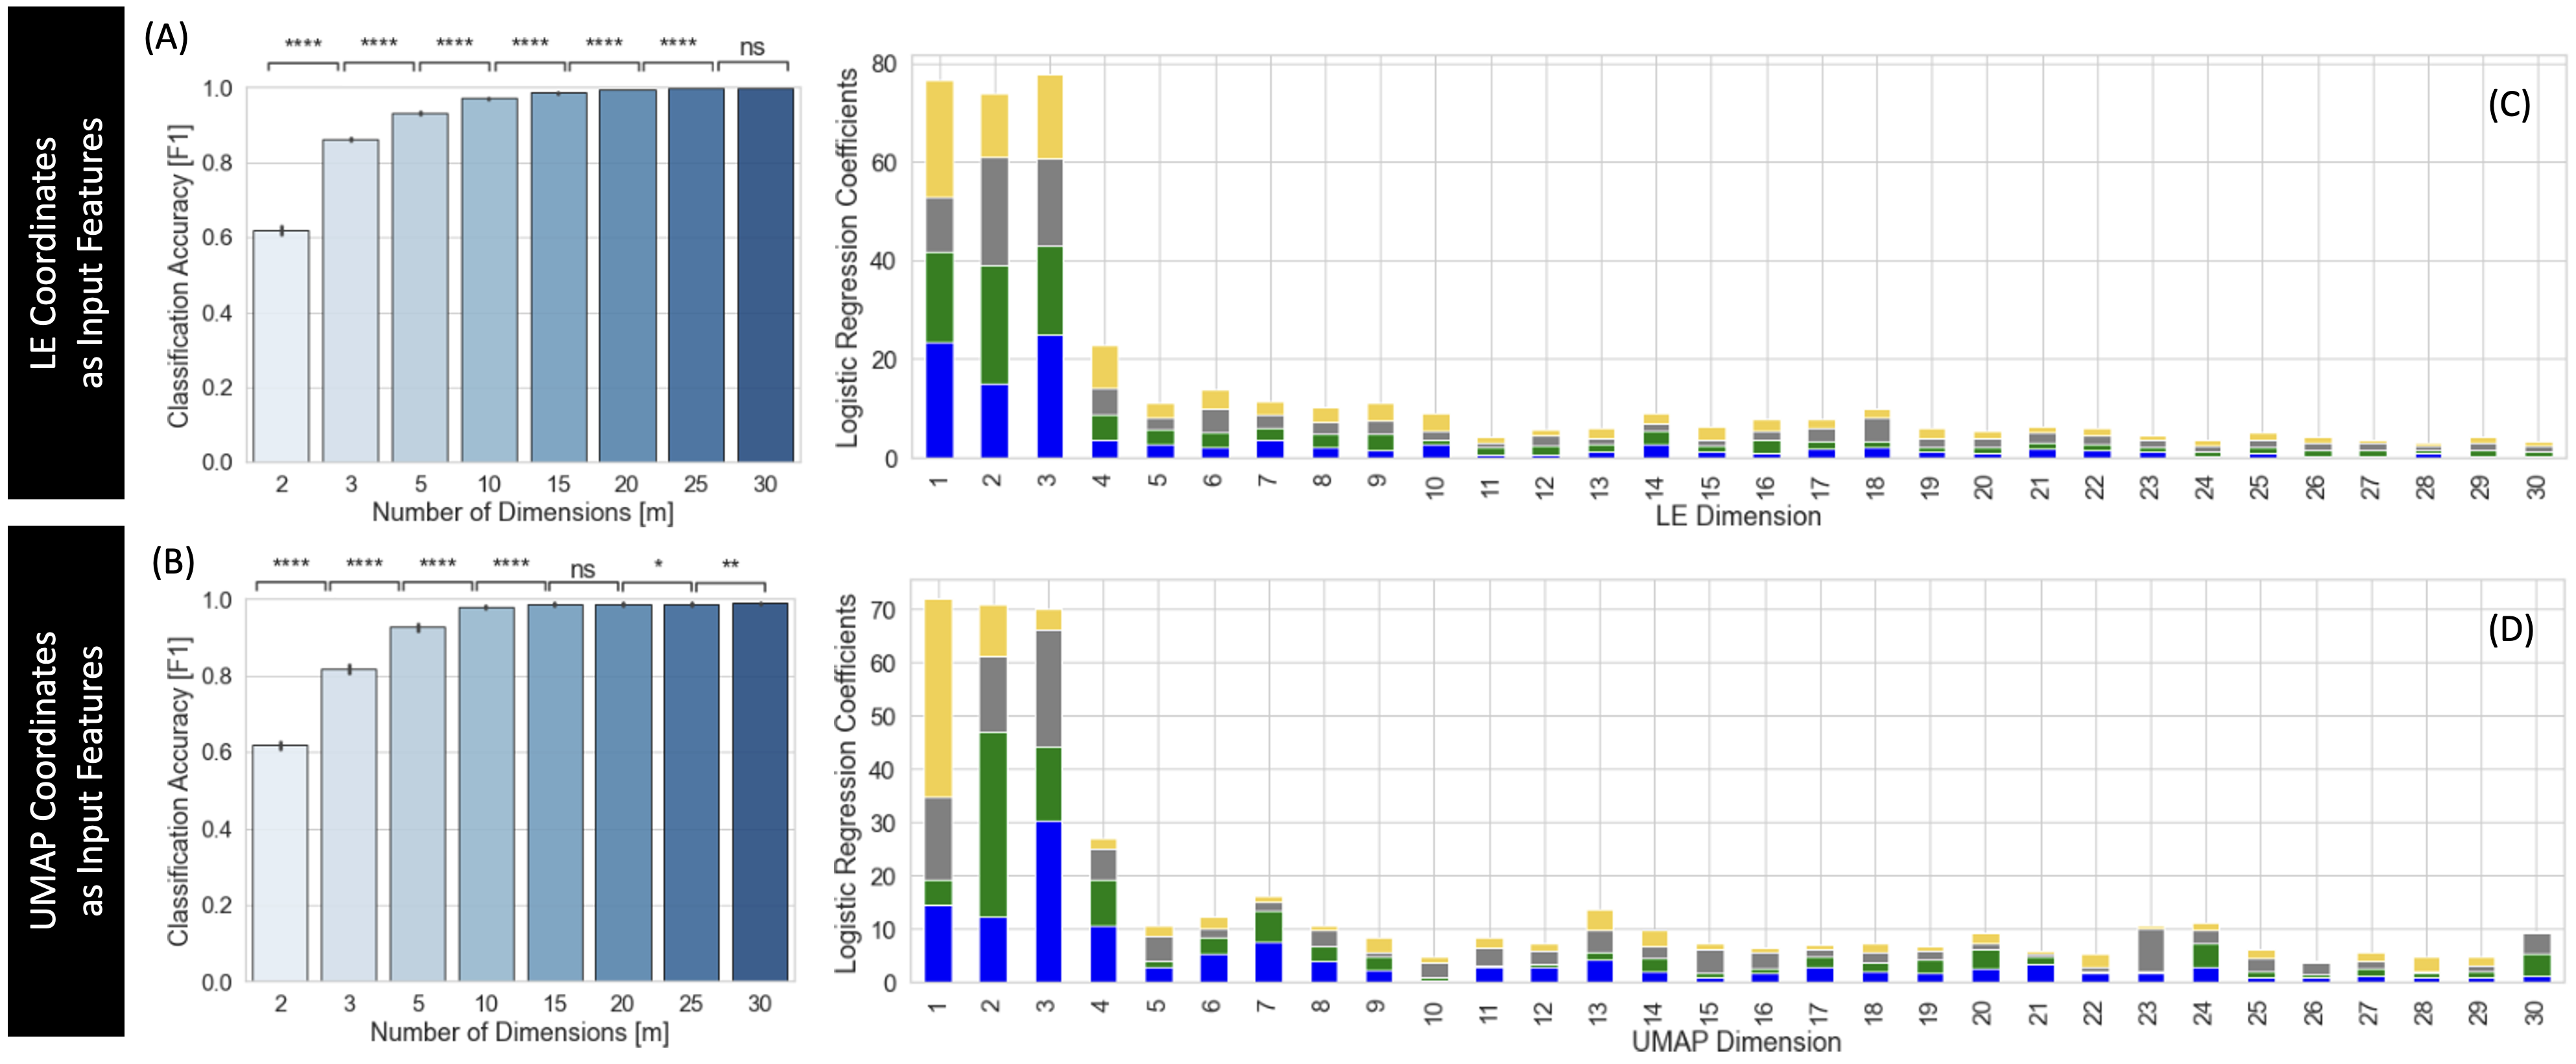 LE Coordinates
as Input Features
(A)
**** **** **** **** **** **** ns
Classification Accuracy [F1]
1.0
0.8
0.6
0.4
0.2
0.0
2 3 5 10 15 20 25 30
Number of Dimensions [m]
(C)
Logistic Regression Coefficients
80
60
40
20
0
1 2 3 4 5 6 7 8 9 10 11 12 13 14 15 16 17 18 19 20 21 22 23 24 25 26 27 28 29 30
LE Dimension
UMAP Coordinates
as Input Features
(B)
**** **** **** **** ns * **
Classification Accuracy [F1]
1.0
0.8
0.6
0.4
0.2
0.0
2 3 5 10 15 20 25 30
Number of Dimensions [m]
(D)
Logistic Regression Coefficients
70
60
50
40
30
20
10
0
1 2 3 4 5 6 7 8 9 10 11 12 13 14 15 16 17 18 19 20 21 22 23 24 25 26 27 28 29 30
UMAP Dimension